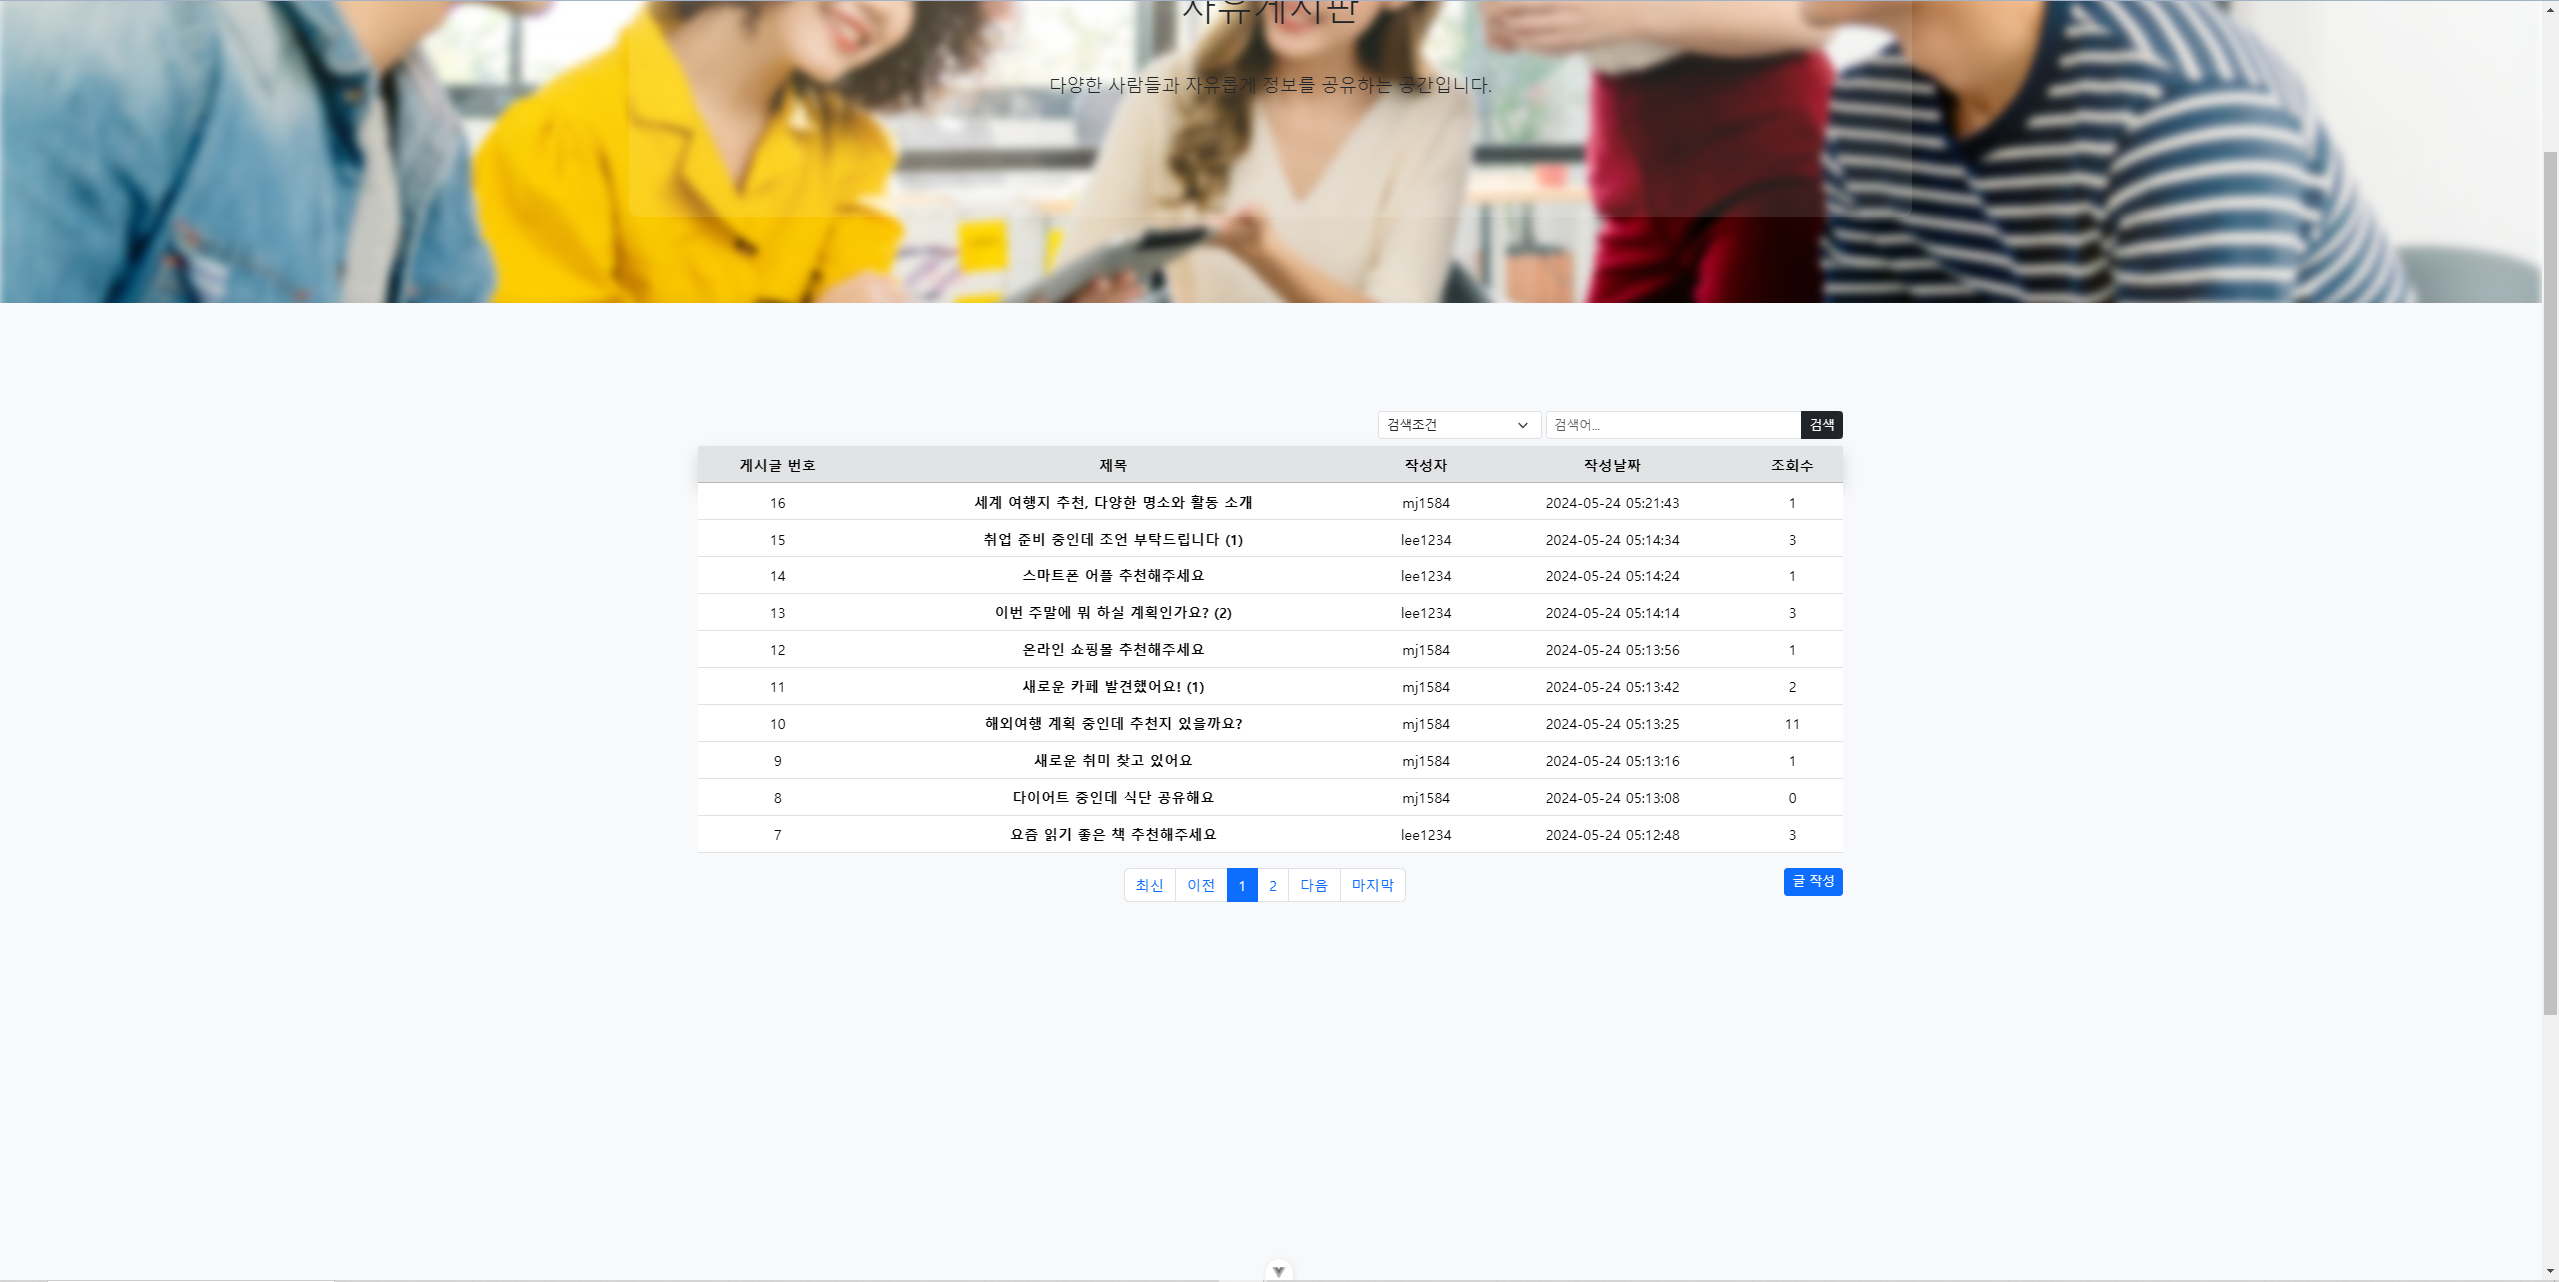 자유게시판
다양한 사람들과 자유롭게 정보를 공유하는 공간입니다.
검색조건 검색어... 검색
게시글 번호 제목 작성자 작성날짜 조회수
16 세계 여행지 추천, 다양한 명소와 활동 소개 mj1584 2024-05-24 05:21:43 1
15 취업 준비 중인데 조언 부탁드립니다 (1) lee1234 2024-05-24 05:14:34 3
14 스마트폰 어플 추천해주세요 lee1234 2024-05-24 05:14:24 1
13 이번 주말에 뭐 하실 계획인가요? (2) lee1234 2024-05-24 05:14:14 3
12 온라인 쇼핑몰 추천해주세요 mj1584 2024-05-24 05:13:56 1
11 새로운 카페 발견했어요! (1) mj1584 2024-05-24 05:13:42 2
10 해외여행 계획 중인데 추천지 있을까요? mj1584 2024-05-24 05:13:25 11
9 새로운 취미 찾고 있어요 mj1584 2024-05-24 05:13:16 1
8 다이어트 중인데 식단 공유해요 mj1584 2024-05-24 05:13:08 0
7 요즘 읽기 좋은 책 추천해주세요 lee1234 2024-05-24 05:12:48 3
최신 이전 1 2 다음 마지막 글 작성